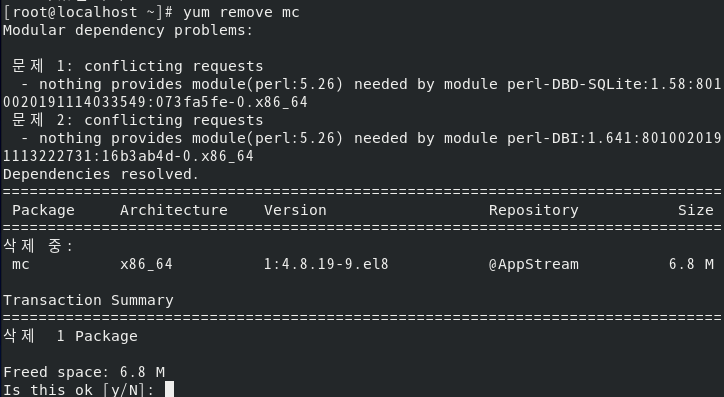 [root@localhost ~]# yum remove mc
Modular dependency problems:
문제 1: conflicting requests
- nothing provides module(perl:5.26) needed by module perl-DBD-SQLite:1.58:801
0020191114033549:073fa5fe-0.x86_64
문제 2: conflicting requests
- nothing provides module(perl:5.26) needed by module perl-DBI:1.641:801002019
1113222731:16b3ab4d-0.x86_64
Dependencies resolved.
================================================================================
Package Architecture Version Repository Size
================================================================================
삭제 중:
mc x86_64 1:4.8.19-9.el8 @AppStream 6.8 M
Transaction Summary
================================================================================
삭제 1 Package
Freed space: 6.8 M
Is this ok [y/N]: